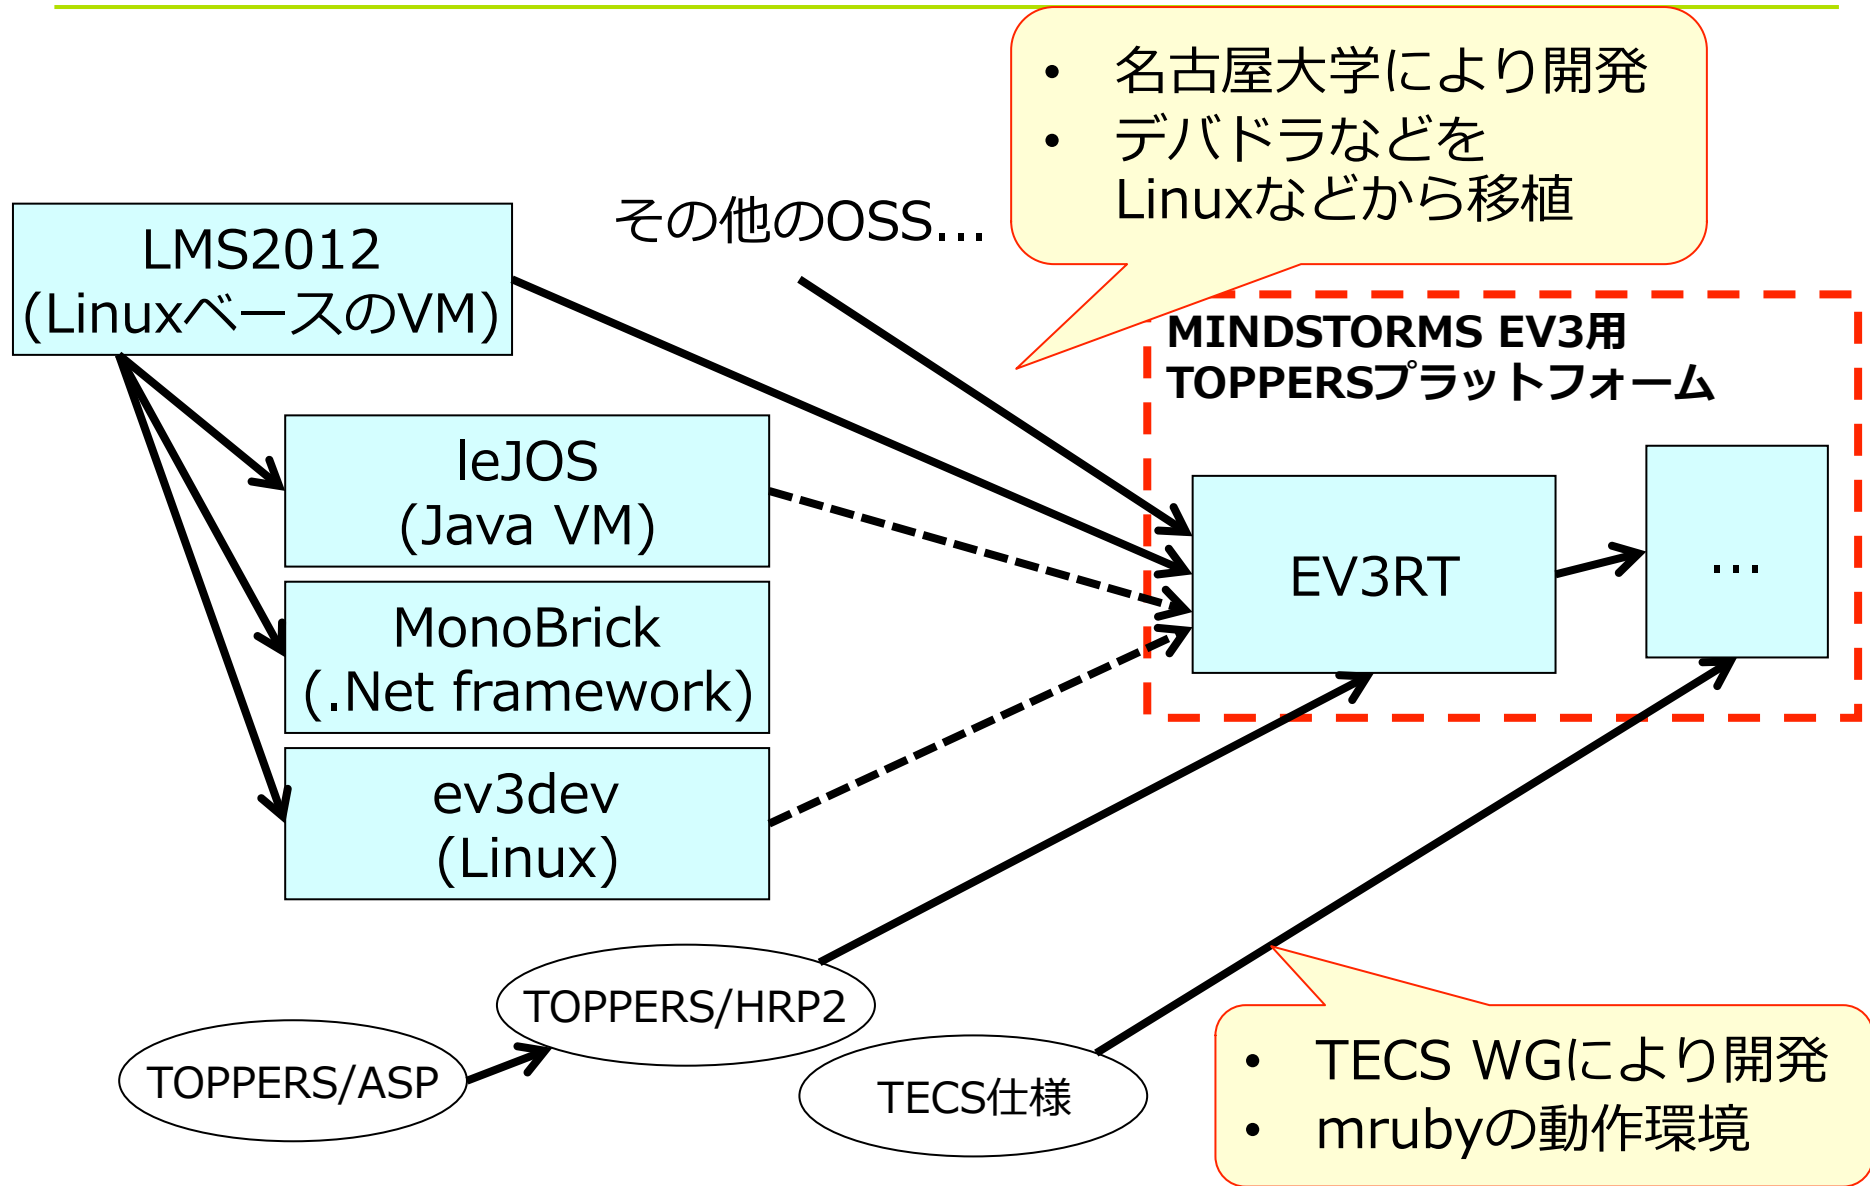 • 名古屋大学により開発
• デバドラなどを
Linuxなどから移植
その他のOSS…
LMS2012
(LinuxベースのVM)
MINDSTORMS EV3用
TOPPERSプラットフォーム
leJOS
(Java VM)
EV3RT
…
MonoBrick
(.Net framework)
ev3dev
(Linux)
TOPPERS/HRP2
TOPPERS/ASP
TECS仕様
• TECS WGにより開発
• mrubyの動作環境